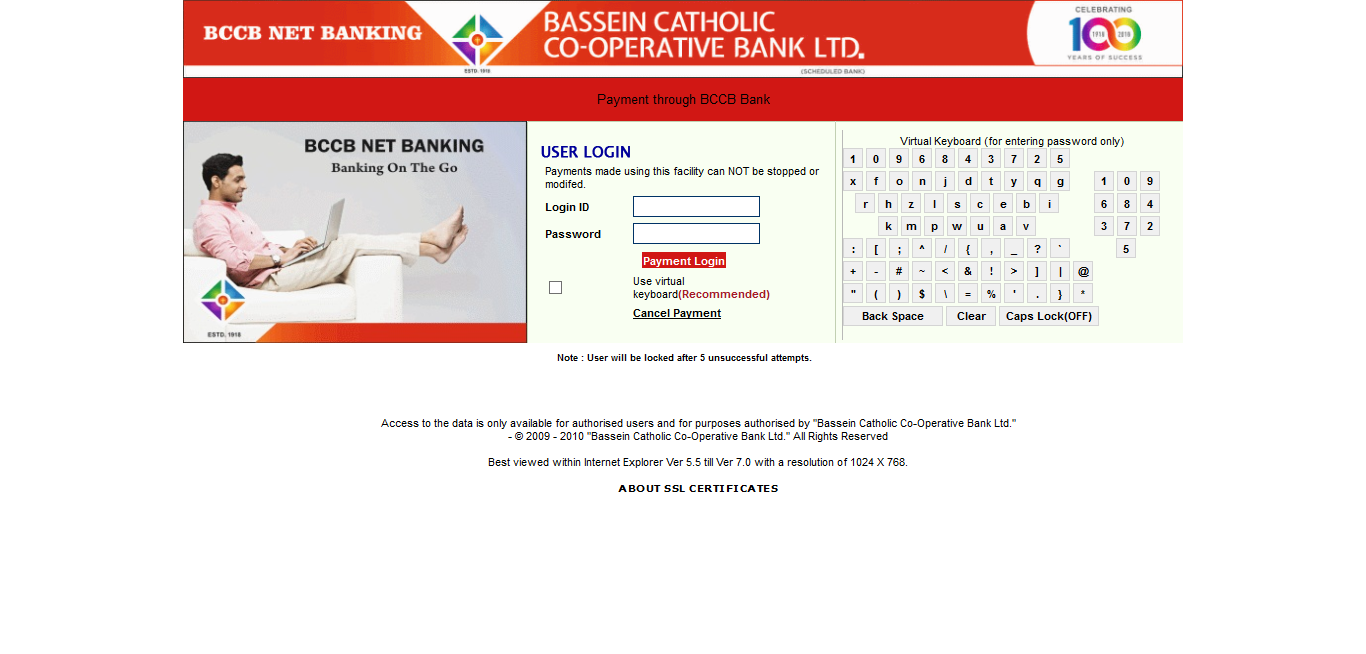 BCCB NET BANKING
ESTD. 1918
BASSEIN CATHOLIC
CO-OPERATIVE BANK LTD.
(SCHEDULED BANK)
CELEBRATING
100
1918 2018
YEARS OF SUCCESS
Payment through BCCB Bank
BCCB NET BANKING
Banking On The Go
ESTD. 1918
USER LOGIN
Payments made using this facility can NOT be stopped or
modifed.
Login ID
Password
Payment Login
Use virtual
keyboard(Recommended)
Cancel Payment
Virtual Keyboard (for entering password only)
1 0 9 6 8 4 3 7 2 5
x f o n j d t y q g 1 0 9
r h z l s c e b i 6 8 4
k m p w u a v 3 7 2
: [ ; ^ / { , _ ? ` 5
+ - # ~ < & ! > ] | @
" ( ) $ \ = % ' . } *
Back Space Clear Caps Lock(OFF)
Note : User will be locked after 5 unsuccessful attempts.
Access to the data is only available for authorised users and for purposes authorised by "Bassein Catholic Co-Operative Bank Ltd."
- © 2009 - 2010 "Bassein Catholic Co-Operative Bank Ltd." All Rights Reserved
Best viewed within Internet Explorer Ver 5.5 till Ver 7.0 with a resolution of 1024 X 768.
ABOUT SSL CERTIFICATES